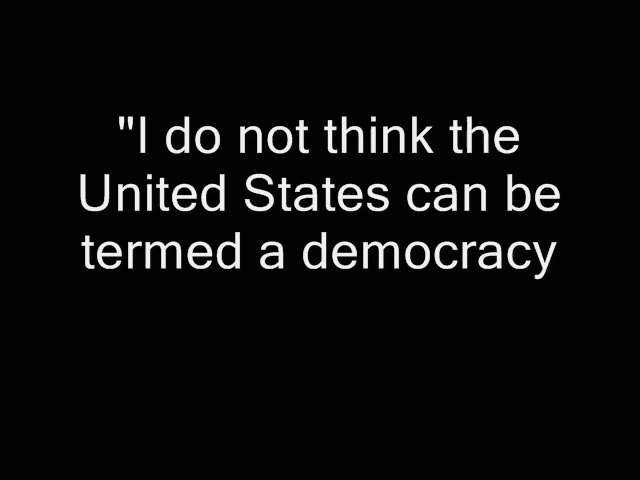 "I do not think the
United States can be
termed a democracy